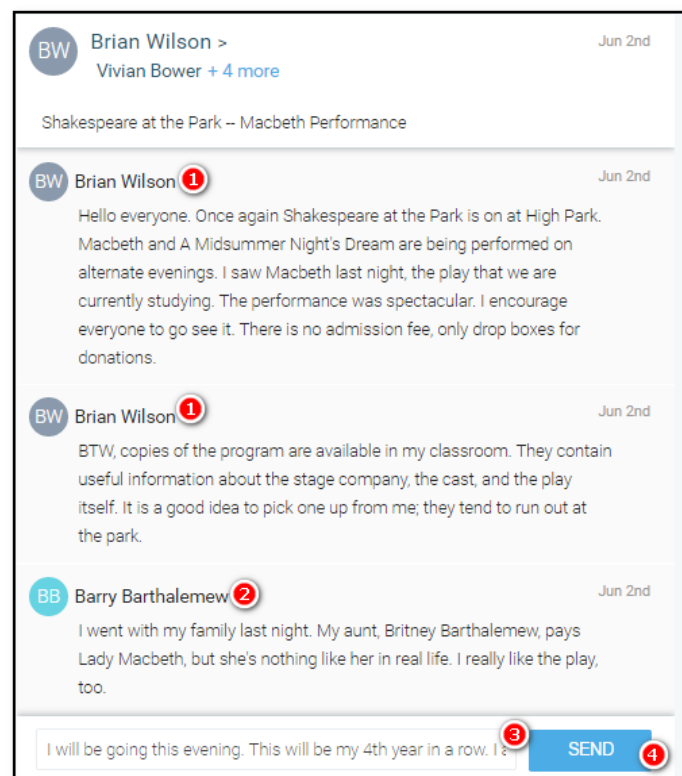 BW Brian Wilson > Jun 2nd
Vivian Bower + 4 more
Shakespeare at the Park -- Macbeth Performance
BW Brian Wilson 1 Jun 2nd
Hello everyone. Once again Shakespeare at the Park is on at High Park.
Macbeth and A Midsummer Night's Dream are being performed on
alternate evenings. I saw Macbeth last night, the play that we are
currently studying. The performance was spectacular. I encourage
everyone to go see it. There is no admission fee, only drop boxes for
donations.
BW Brian Wilson 1 Jun 2nd
BTW, copies of the program are available in my classroom. They contain
useful information about the stage company, the cast, and the play
itself. It is a good idea to pick one up from me; they tend to run out at
the park.
BB Barry Barthalemew 2 Jun 2nd
I went with my family last night. My aunt, Britney Barthalemew, pays
Lady Macbeth, but she's nothing like her in real life. I really like the play,
too.
I will be going this evening. This will be my 4th year in a row. I 3 SEND 4